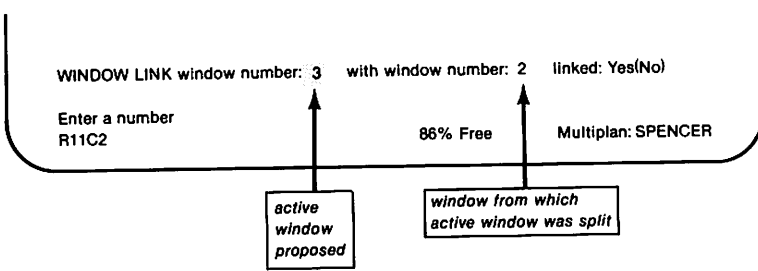 WINDOW LINK window number: 3 with window number: 2 linked: Yes(No)
Enter a number
R11C2 86% Free Multiplan: SPENCER
active
window
proposed
window from which
active window was split